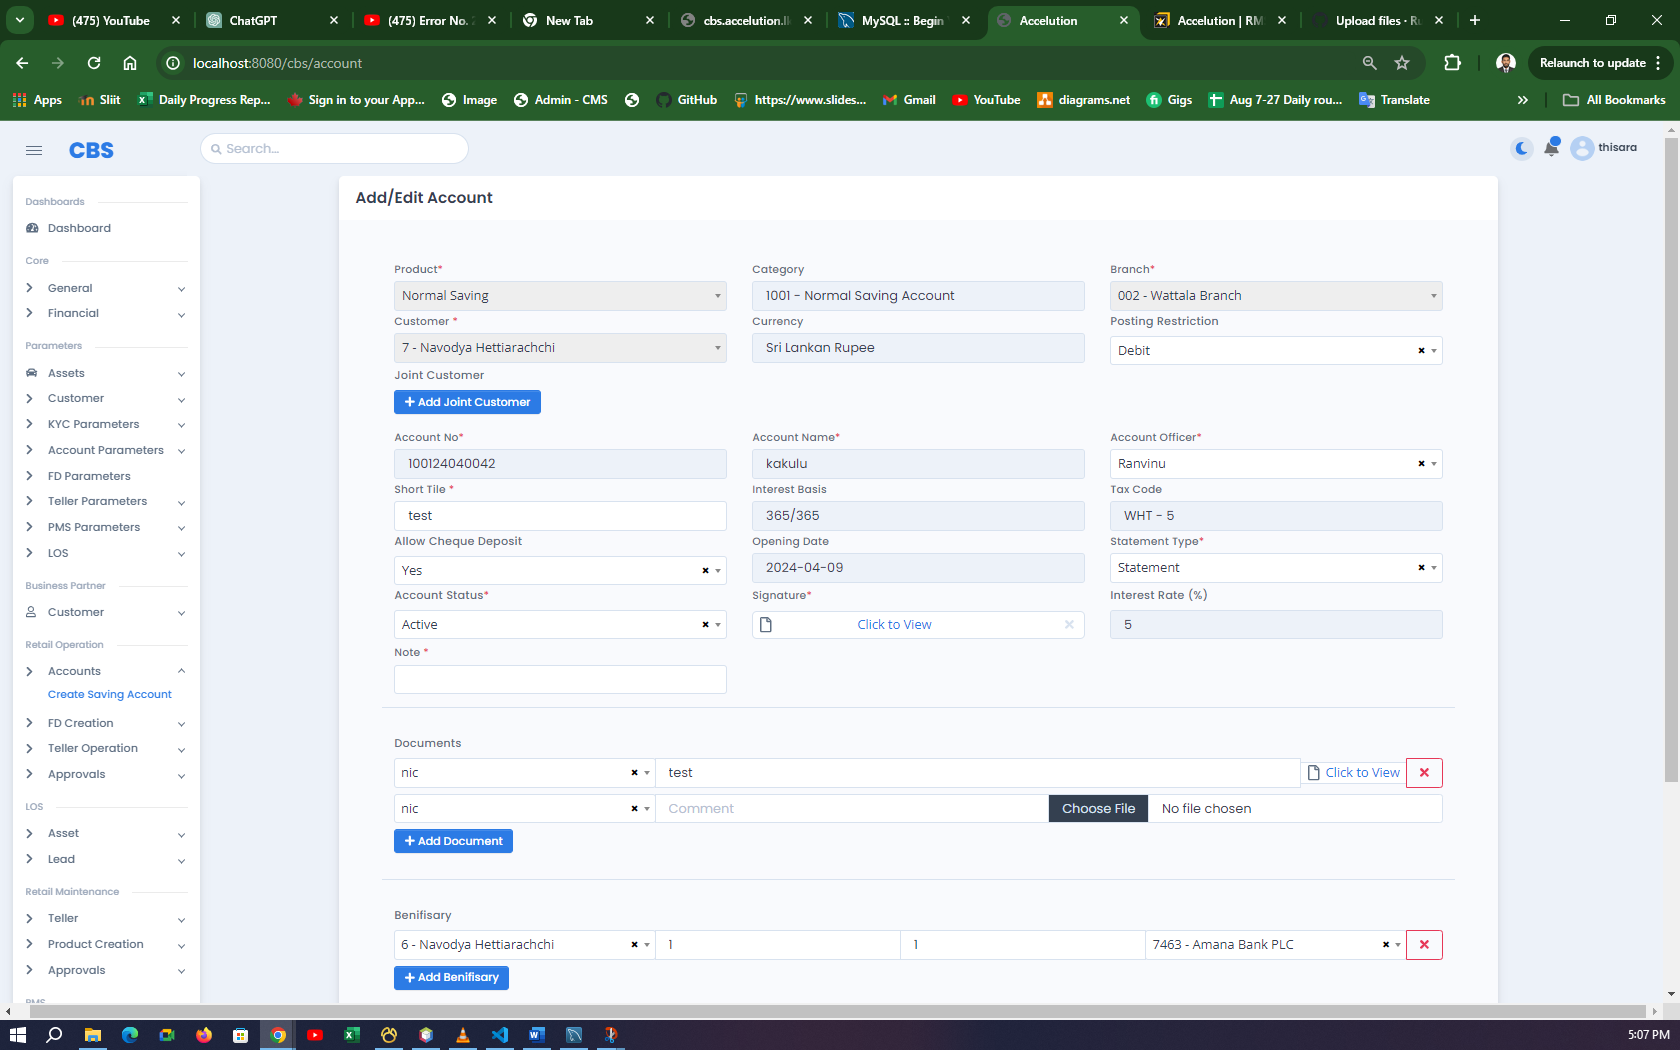 (475) YouTube
ChatGPT
(475) Error No. 2
New Tab
cbs.accelution.l
MySQL :: Begin
Accelution
Accelution | RM
Upload files · R
localhost:8080/cbs/account
Relaunch to update
Apps
Sliit
Daily Progress Rep...
Sign in to your App...
Image
Admin - CMS
GitHub
https://www.slides...
Gmail
YouTube
diagrams.net
Gigs
Aug 7-27 Daily rou...
Translate
All Bookmarks
CBS
Search...
thisara
Dashboards
Dashboard
Core
General
Financial
Parameters
Assets
Customer
KYC Parameters
Account Parameters
FD Parameters
Teller Parameters
PMS Parameters
LOS
Business Partner
Customer
Retail Operation
Accounts
Create Saving Account
FD Creation
Teller Operation
Approvals
LOS
Asset
Lead
Retail Maintenance
Teller
Product Creation
Approvals
PMS
Add/Edit Account
Product*
Category
Branch*
Normal Saving
1001 - Normal Saving Account
002 - Wattala Branch
Customer *
Currency
Posting Restriction
7 - Navodya Hettiarachchi
Sri Lankan Rupee
Debit
Joint Customer
+ Add Joint Customer
Account No*
Account Name*
Account Officer*
100124040042
kakulu
Ranvinu
Short Tile *
Interest Basis
Tax Code
test
365/365
WHT - 5
Allow Cheque Deposit
Opening Date
Statement Type*
Yes
2024-04-09
Statement
Account Status*
Signature*
Interest Rate (%)
Active
Click to View
5
Note *
Documents
nic
test
Click to View
nic
Comment
Choose File
No file chosen
+ Add Document
Benifisary
6 - Navodya Hettiarachchi
1
1
7463 - Amana Bank PLC
+ Add Benifisary
5:07 PM